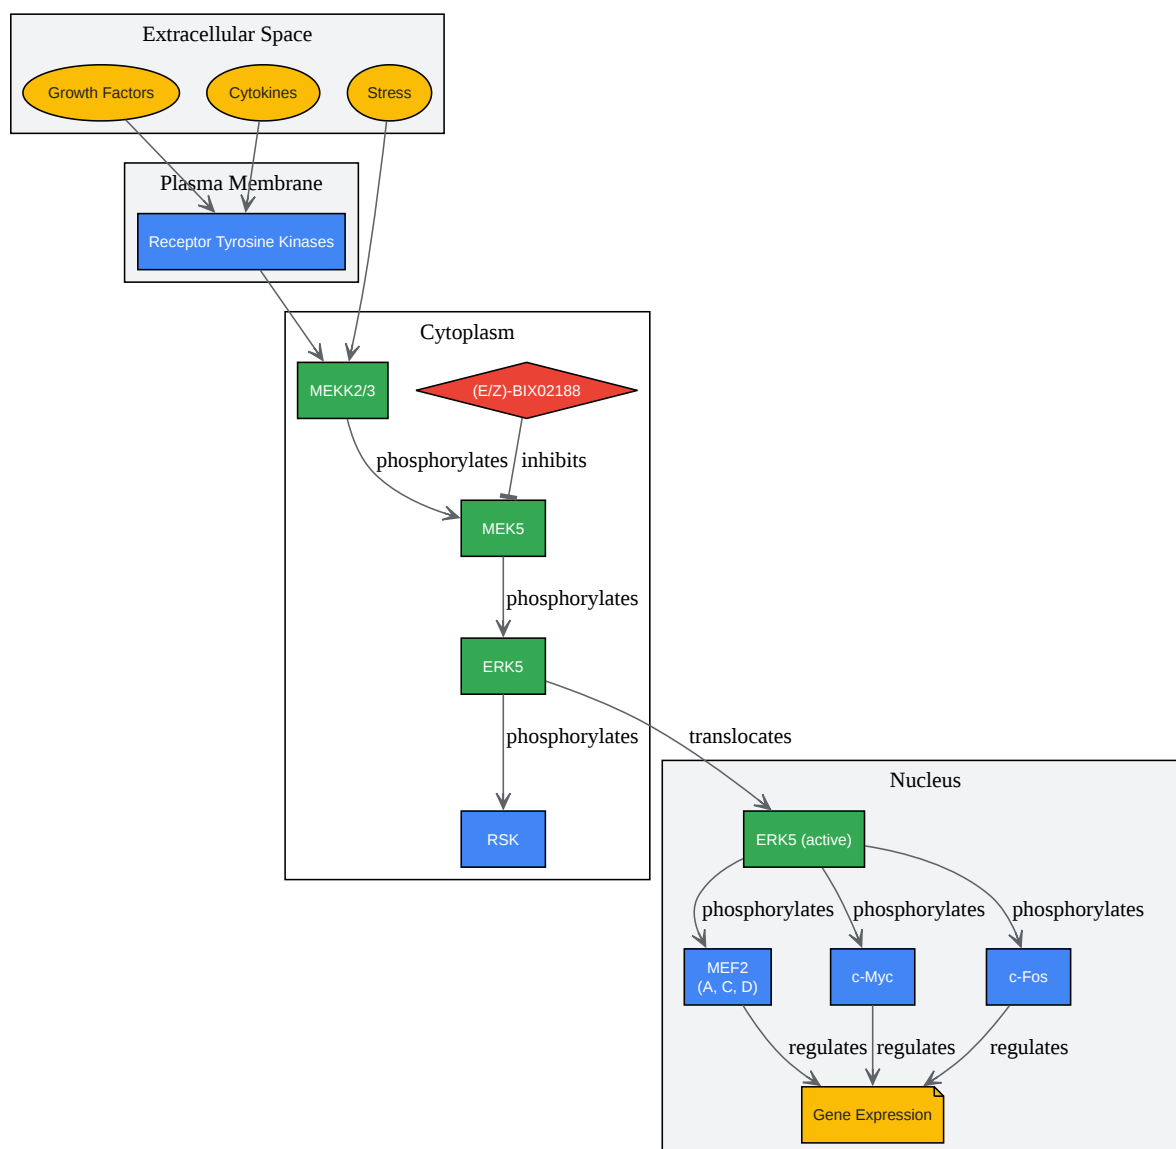 Extracellular Space
Growth Factors
Cytokines
Stress
Plasma Membrane
Receptor Tyrosine Kinases
Cytoplasm
MEKK2/3
(E/Z)-BIX02188
phosphorylates
inhibits
MEK5
phosphorylates
ERK5
phosphorylates
translocates
RSK
Nucleus
ERK5 (active)
phosphorylates
phosphorylates
phosphorylates
MEF2
(A, C, D)
c-Myc
c-Fos
regulates
regulates
regulates
Gene Expression